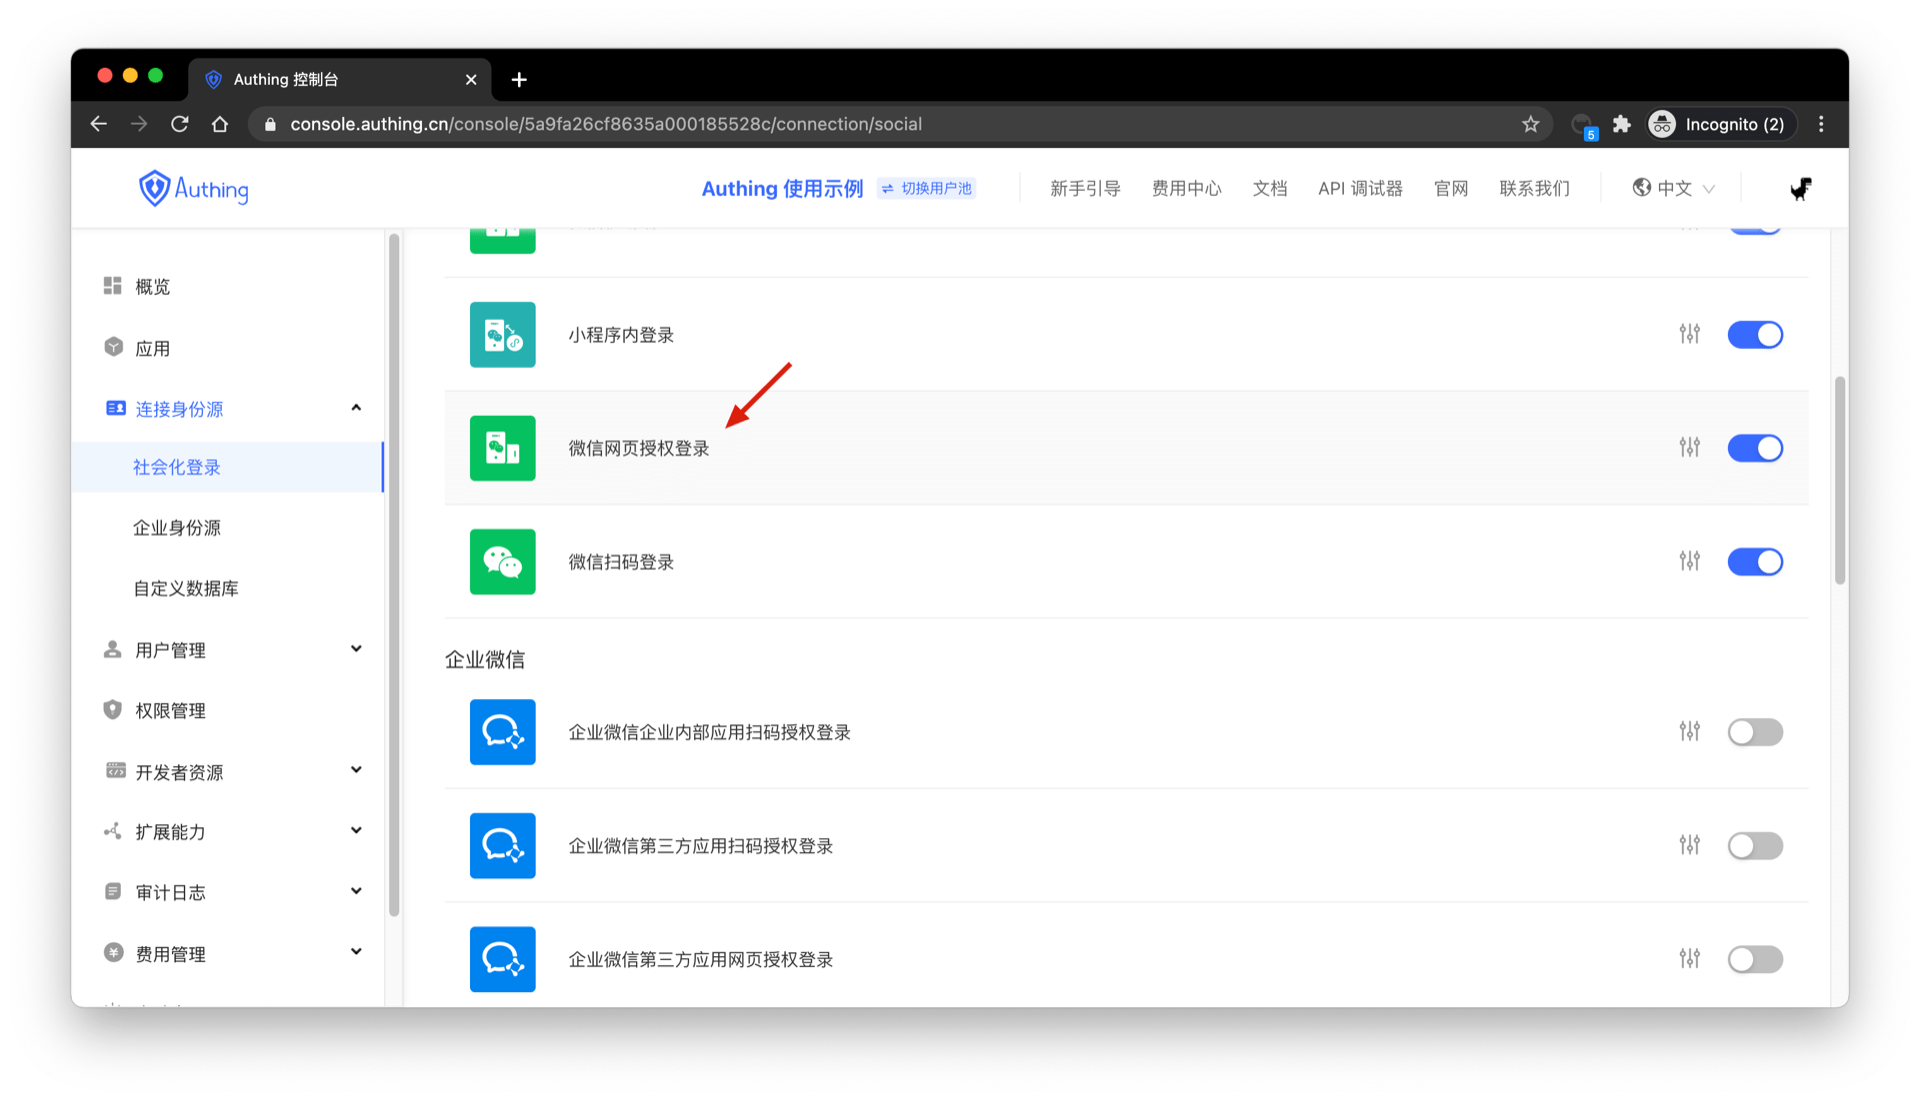 Authing 控制台
console.authing.cn/console/5a9fa26cf8635a000185528c/connection/social
5
Incognito (2)
Authing
Authing 使用示例
切换用户池
新手引导
费用中心
文档
API 调试器
官网
联系我们
中文
概览
应用
连接身份源
社会化登录
企业身份源
自定义数据库
用户管理
权限管理
开发者资源
扩展能力
审计日志
费用管理
小程序内登录
微信网页授权登录
微信扫码登录
企业微信
企业微信企业内部应用扫码授权登录
企业微信第三方应用扫码授权登录
企业微信第三方应用网页授权登录